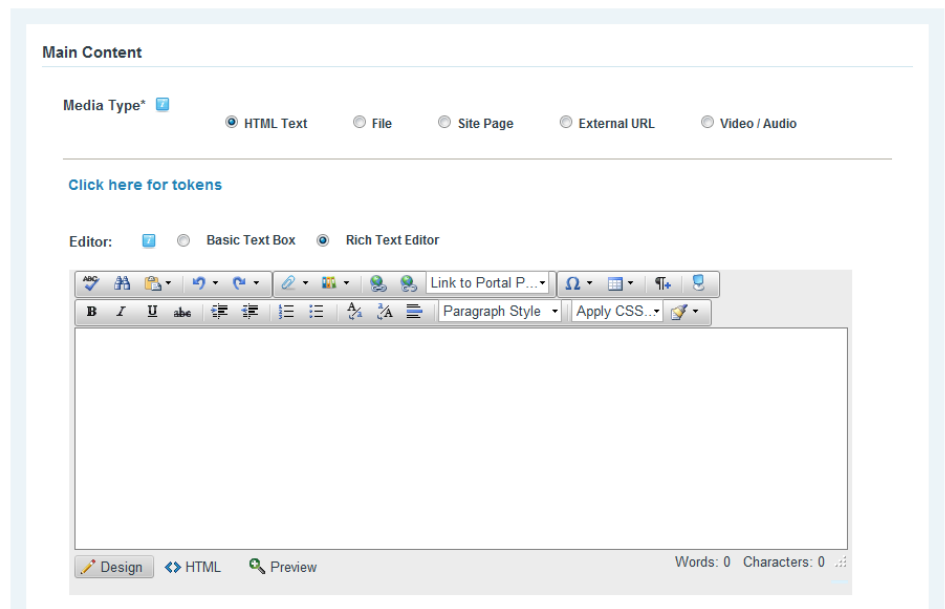 Main Content
Media Type*
HTML Text File Site Page External URL Video / Audio
Click here for tokens
Editor: Basic Text Box Rich Text Editor
ABC Link to Portal P... Ω ¶
B I U abc Paragraph Style Apply CSS...
Design HTML Preview Words: 0 Characters: 0